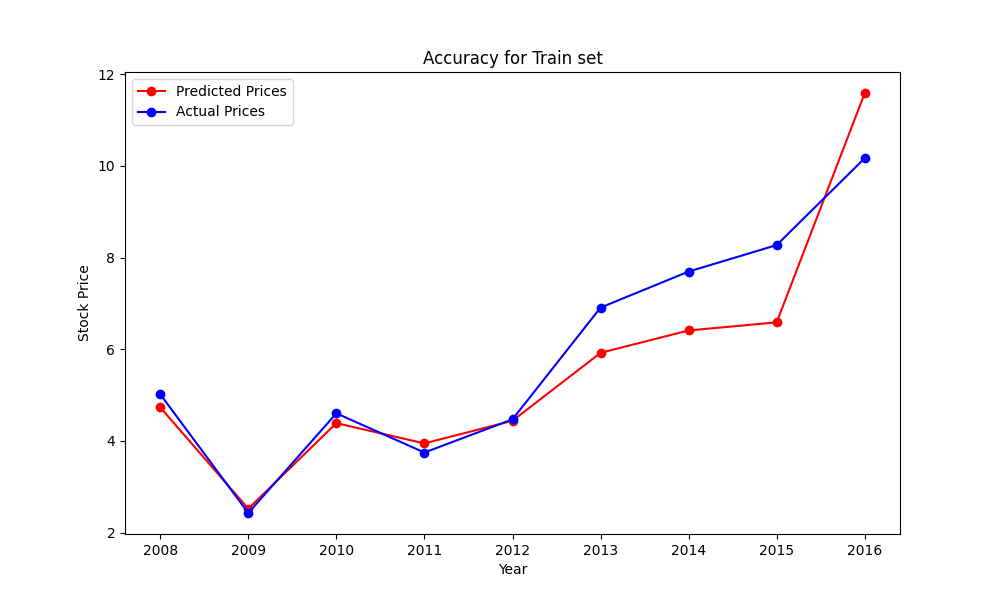 Accuracy for Train set
Predicted Prices
Actual Prices
12
10
8
6
4
2
Stock Price
2008 2009 2010 2011 2012 2013 2014 2015 2016
Year